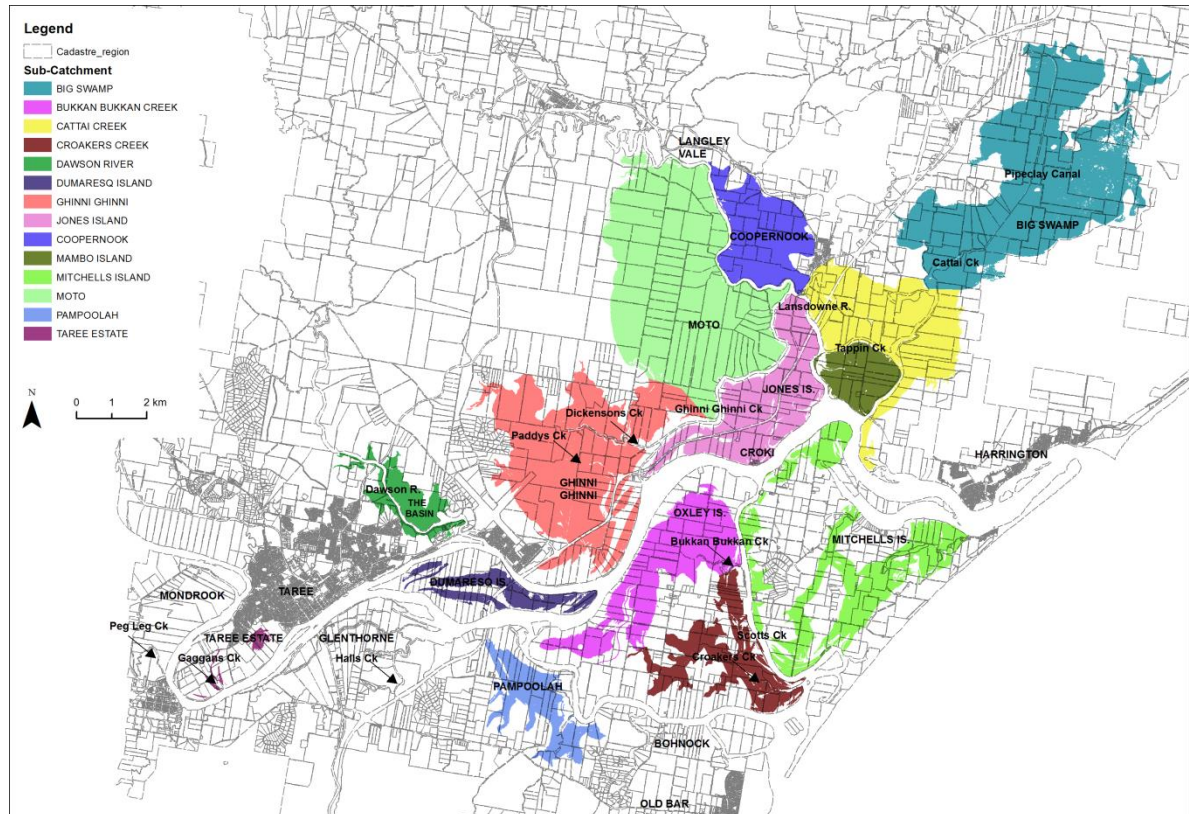 Legend
Cadastre_region
Sub-Catchment
BIG SWAMP
BUKKAN BUKKAN CREEK
CATTAI CREEK
CROAKERS CREEK
DAWSON RIVER
DUMARESQ ISLAND
GHINNI GHINNI
JONES ISLAND
COOPERNOOK
MAMBO ISLAND
MITCHELLS ISLAND
MOTO
PAMPOOLAH
TAREE ESTATE
N
0 1 2 km
LANGLEY
VALE
Pipeclay Canal
BIG SWAMP
COOPERNOOK
Cattai Ck
Lansdowne R.
MOTO
Tappin Ck
JONES IS.
Dickensons Ck
Ghinni Ghinni Ck
Paddys Ck
CROKI
HARRINGTON
GHINNI
GHINNI
Dawson R.
THE
BASIN
OXLEY IS.
Bukkan Bukkan Ck
MITCHELLS IS.
DUMARESQ IS.
MONDROOK
TAREE
Peg Leg Ck
TAREE ESTATE
GLENTHORNE
Scotts Ck
Gaggans Ck
Halls Ck
Croakers Ck
PAMPOOLAH
BOHNOCK
OLD BAR